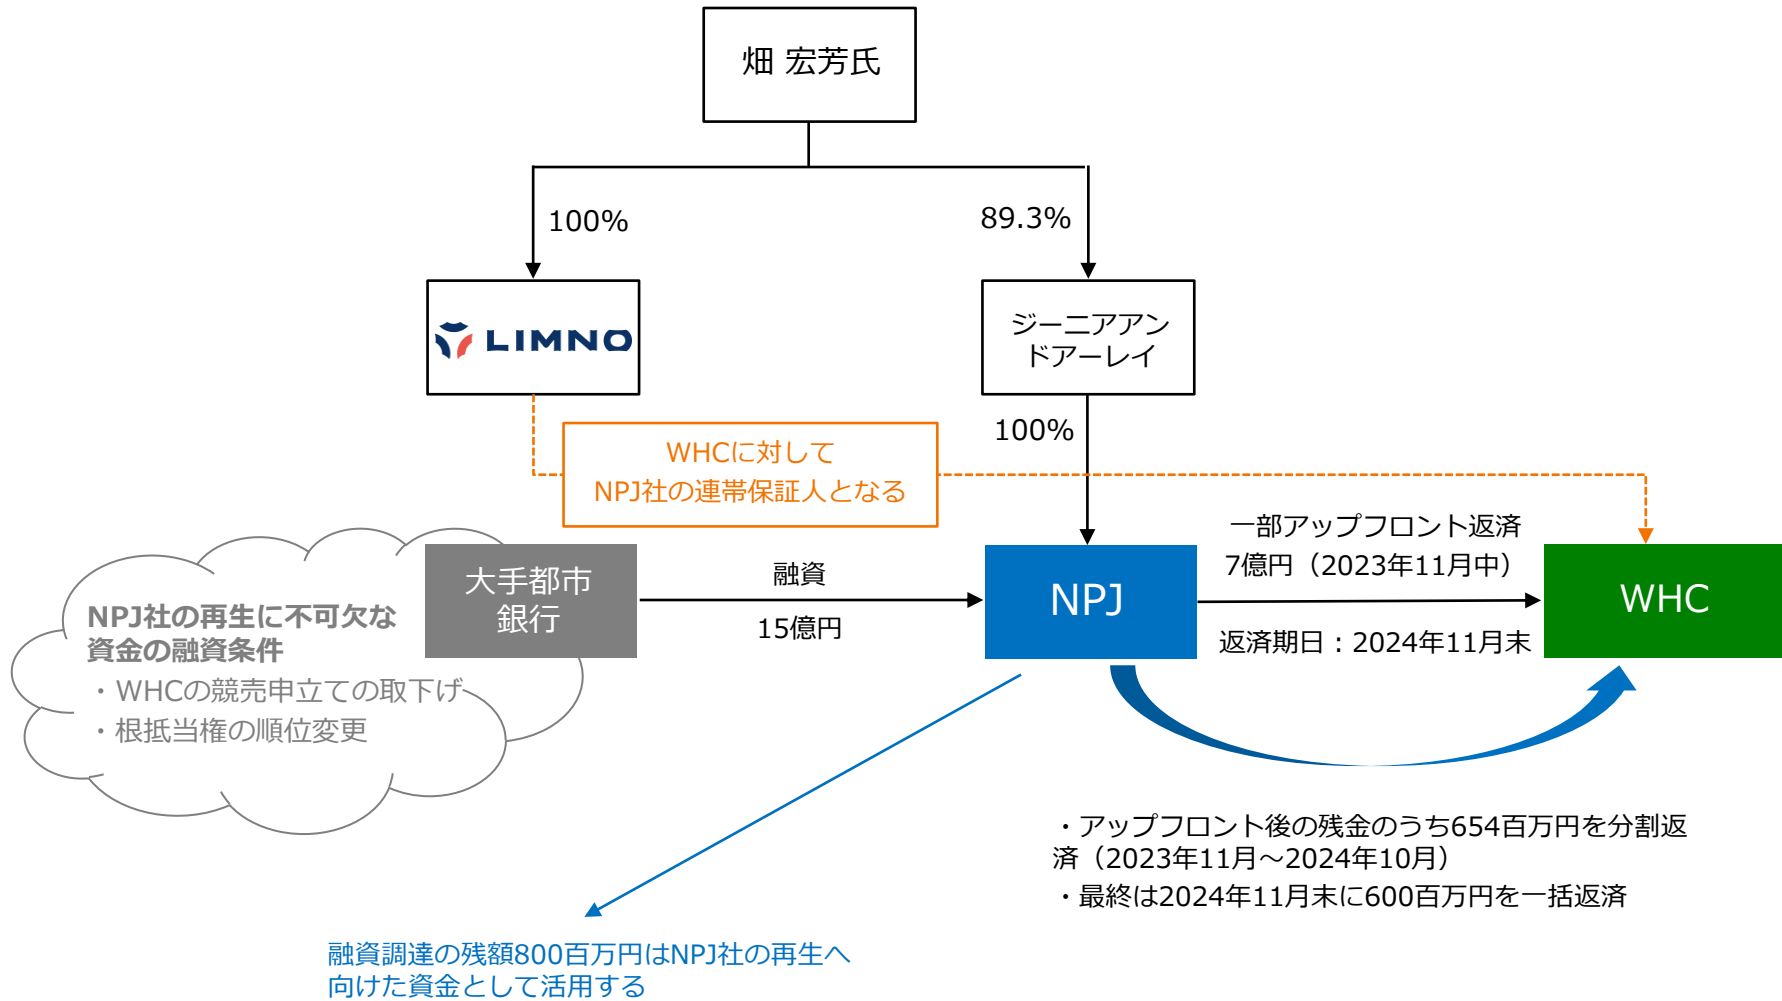 畑 宏芳氏
100%
89.3%
LIMNO
ジーニアアン
ドアーレイ
100%
WHCに対して
NPJ社の連帯保証人となる
NPJ社の再生に不可欠な
資金の融資条件
・WHCの競売申立ての取下げ
・根抵当権の順位変更
大手都市
銀行
融資
15億円
NPJ
一部アップフロント返済
7億円（2023年11月中）
返済期日：2024年11月末
WHC
・アップフロント後の残金のうち654百万円を分割返
済（2023年11月～2024年10月）
・最終は2024年11月末に600百万円を一括返済
融資調達の残額800百万円はNPJ社の再生へ
向けた資金として活用する